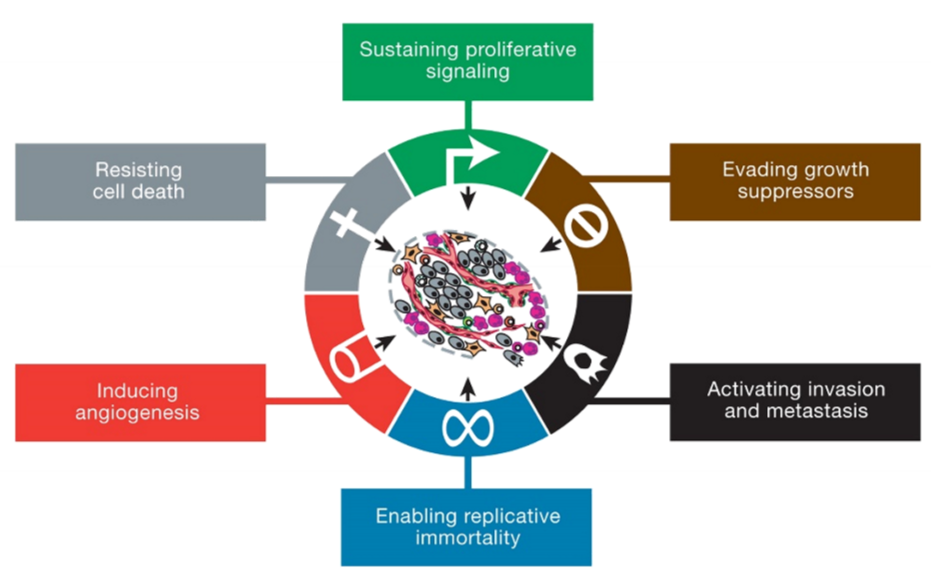 Sustaining proliferative
signaling
Resisting
cell death
Evading growth
suppressors
Inducing
angiogenesis
Activating invasion
and metastasis
Enabling replicative
immortality